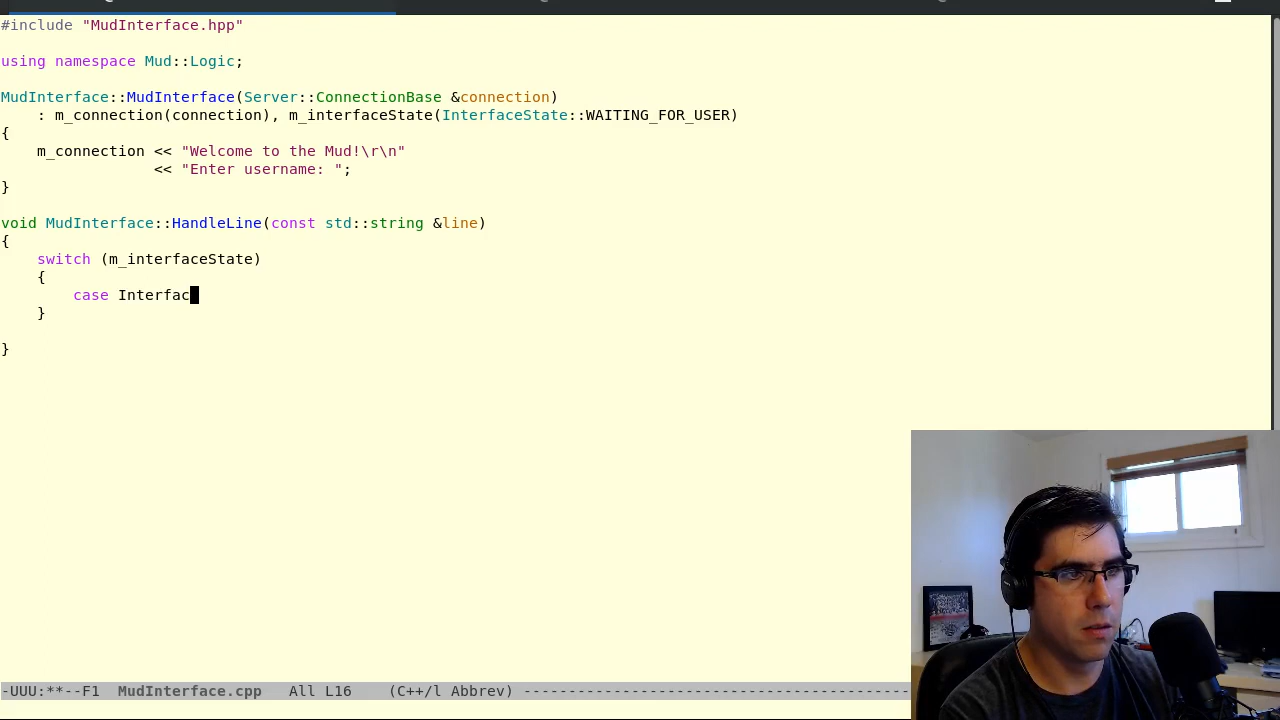 #include "MudInterface.hpp"
using namespace Mud::Logic;
MudInterface::MudInterface(Server::ConnectionBase &connection)
: m_connection(connection), m_interfaceState(InterfaceState::WAITING_FOR_USER)
{
m_connection << "Welcome to the Mud!\r\n"
<< "Enter username: ";
}
void MudInterface::HandleLine(const std::string &line)
{
switch (m_interfaceState)
{
case Interfac
}
}
-UUU:**--F1  MudInterface.cpp   All L16    (C++/l Abbrev) -------------------------------------------